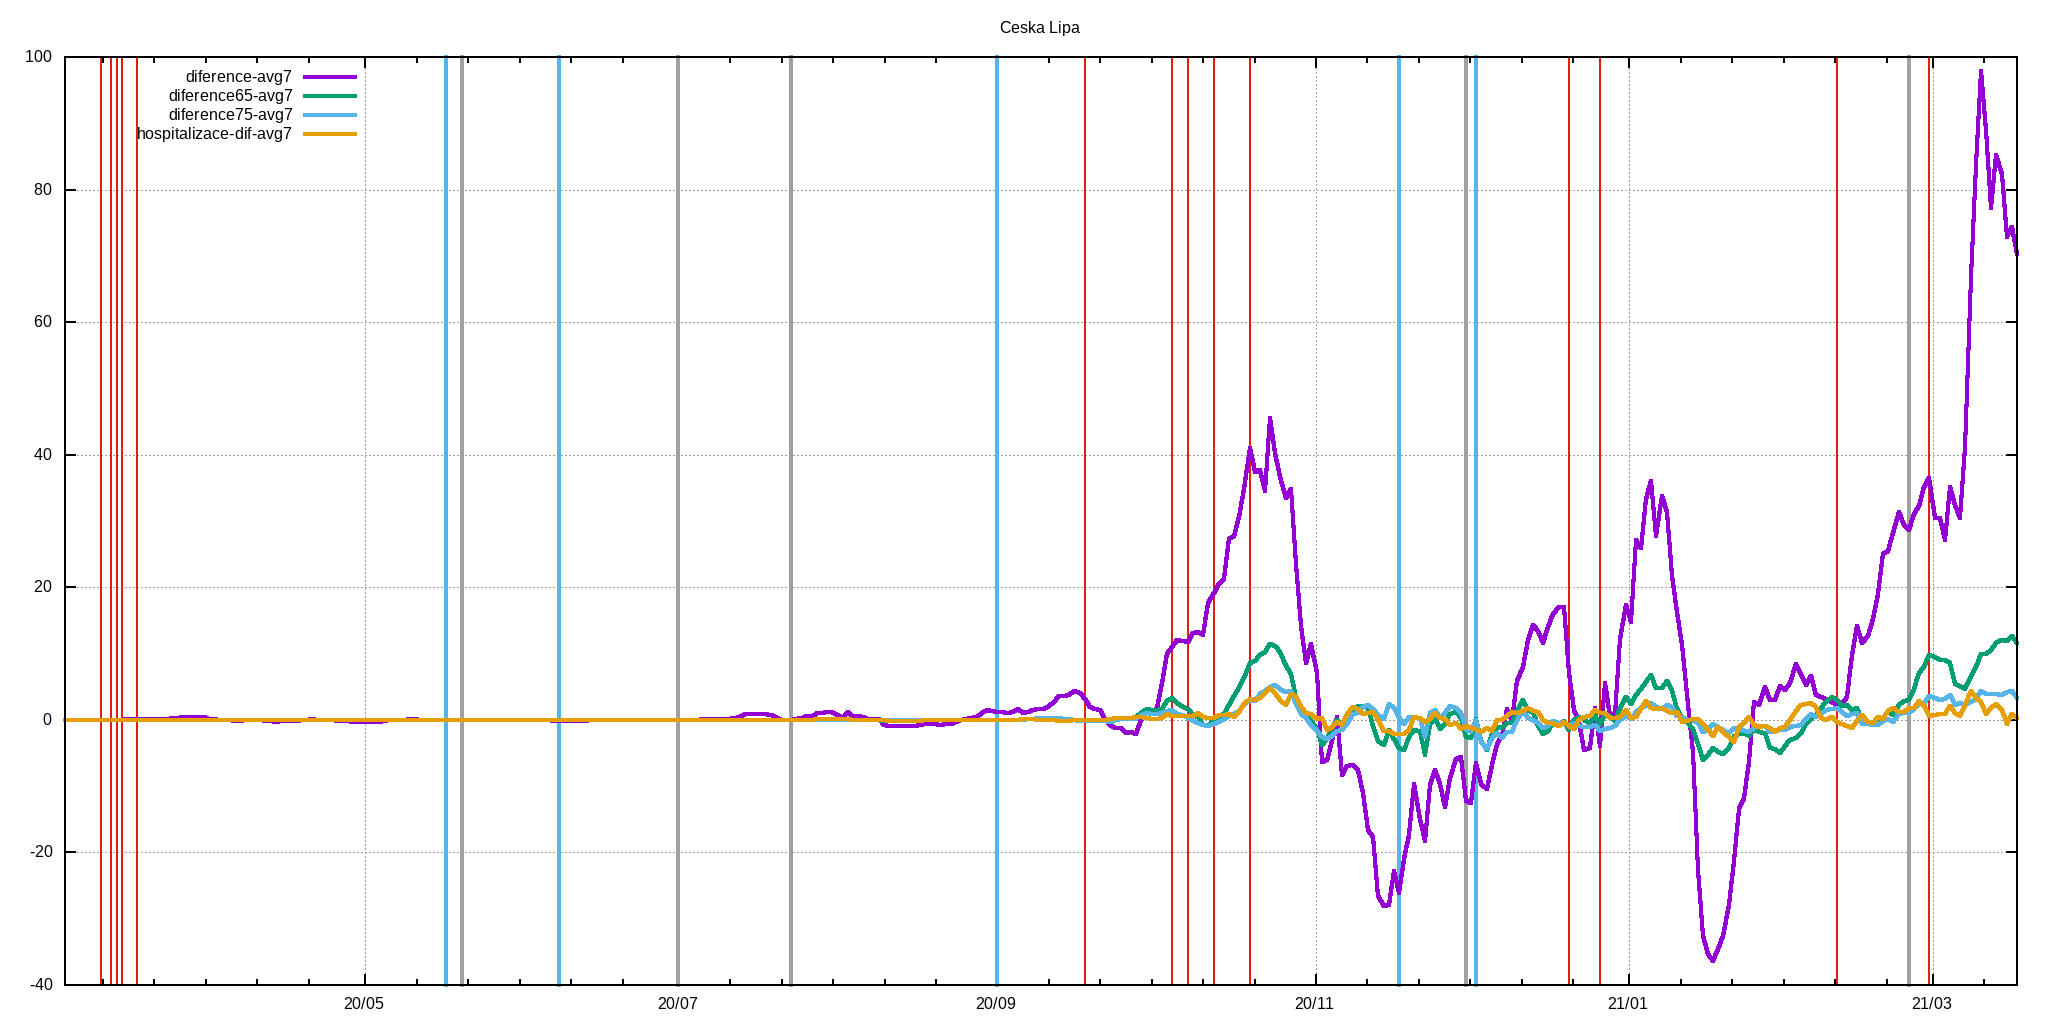 Ceska Lipa
100
80
60
40
20
0
-20
-40
diference-avg7
diference65-avg7
diference75-avg7
hospitalizace-dif-avg7
20/05 20/07 20/09 20/11 21/01 21/03